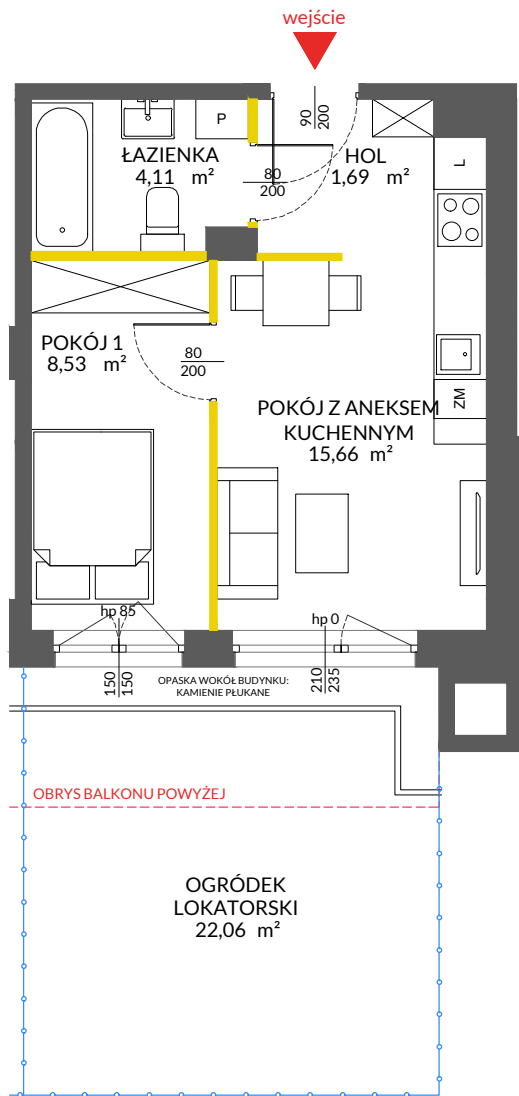 wejście
P
90
200
ŁAZIENKA
4,11 m²
HOL
1,69 m²
L
80
200
POKÓJ 1
8,53 m²
80
200
POKÓJ Z ANEKSEM
KUCHENNYM
15,66 m²
ZM
hp 85
hp 0
150
150
OPASKA WOKÓŁ BUDYNKU:
KAMIENIE PŁUKANE
210
235
OBRYS BALKONU POWYŻEJ
OGRÓDEK
LOKATORSKI
22,06 m²